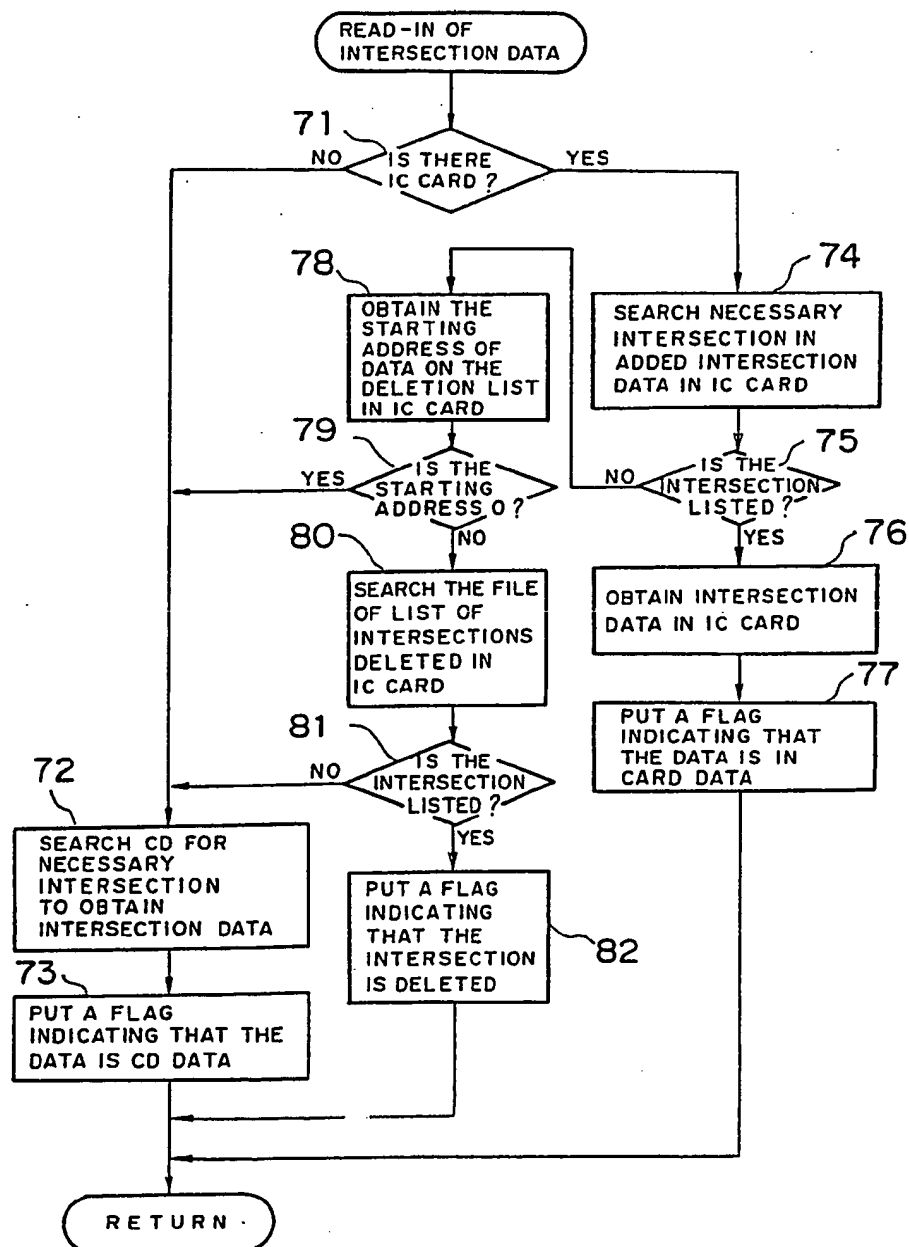 READ-IN OF
INTERSECTION DATA
71
NO
IS THERE
IC CARD?
YES
78
OBTAIN THE
STARTING
ADDRESS OF
DATA ON THE
DELETION LIST
IN IC CARD
74
SEARCH NECESSARY
INTERSECTION IN
ADDED INTERSECTION
DATA IN IC CARD
79
YES
IS THE
STARTING
ADDRESS 0?
NO
75
NO
IS THE
INTERSECTION
LISTED?
YES
80
SEARCH THE FILE
OF LIST OF
INTERSECTIONS
DELETED IN
IC CARD
76
OBTAIN INTERSECTION
DATA IN IC CARD
77
PUT A FLAG
INDICATING THAT
THE DATA IS IN
CARD DATA
81
NO
IS THE
INTERSECTION
LISTED?
YES
72
SEARCH CD FOR
NECESSARY
INTERSECTION
TO OBTAIN
INTERSECTION DATA
82
PUT A FLAG
INDICATING
THAT THE
INTERSECTION
IS DELETED
73
PUT A FLAG
INDICATING THAT THE
DATA IS CD DATA
RETURN